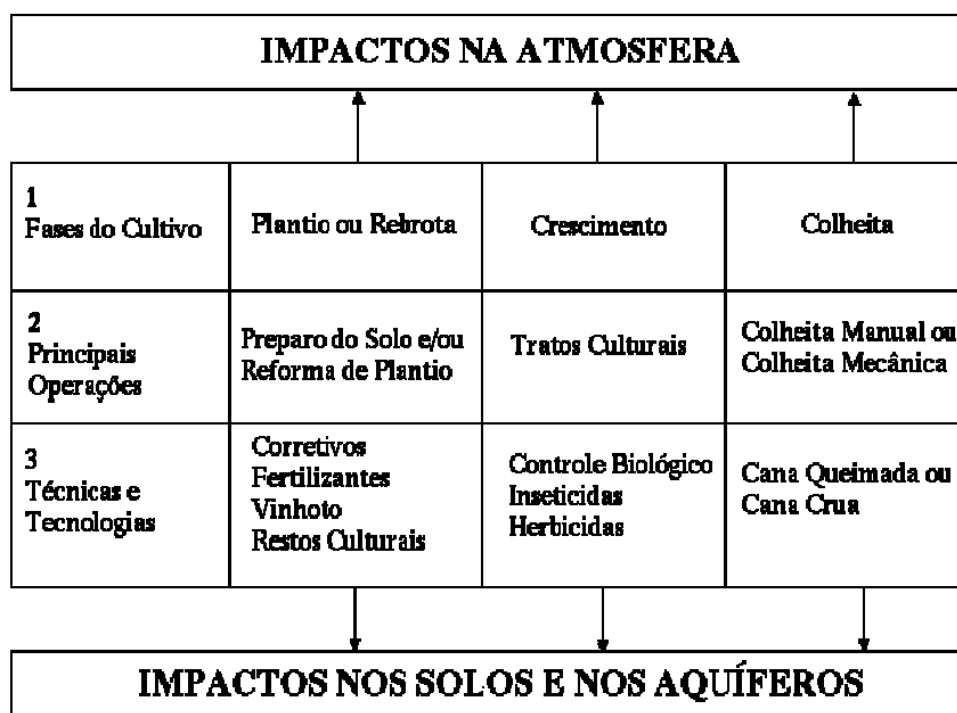 IMPACTOS NA ATMOSFERA
1
Fases do Cultivo
Plantio ou Rebrota
Crescimento
Colheita
2
Principais
Operações
Preparo do Solo e/ou
Reforma de Plantio
Tratos Culturais
Colheita Manual ou
Colheita Mecânica
3
Técnicas e
Tecnologias
Corretivos
Fertilizantes
Vinhoto
Restos Culturais
Controle Biológico
Inseticidas
Herbicidas
Cana Queimada ou
Cana Crua
IMPACTOS NOS SOLOS E NOS AQUÍFEROS